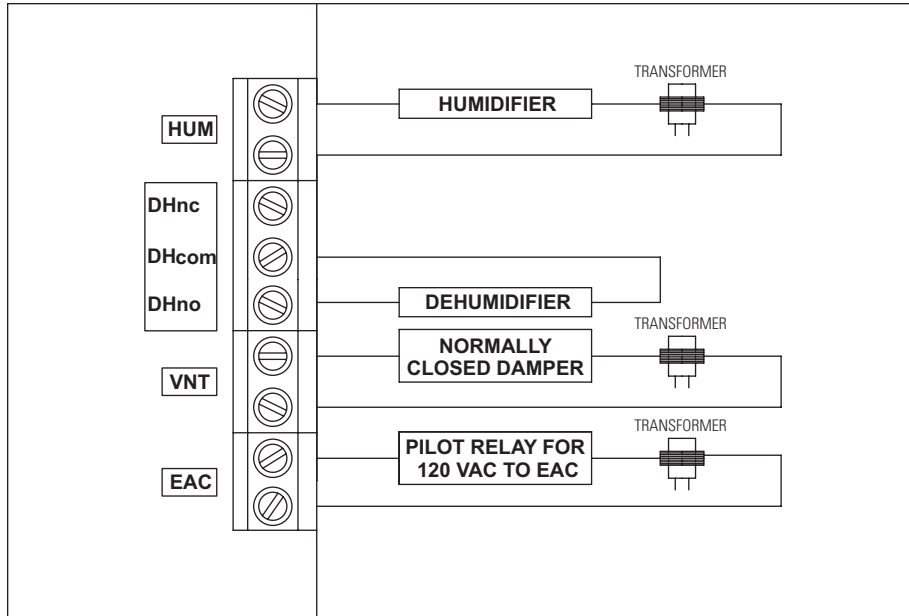 TRANSFORMER
HUMIDIFIER
HUM
DHnc
DHcom
DHno
DEHUMIDIFIER
TRANSFORMER
NORMALLY
CLOSED DAMPER
VNT
TRANSFORMER
PILOT RELAY FOR
120 VAC TO EAC
EAC